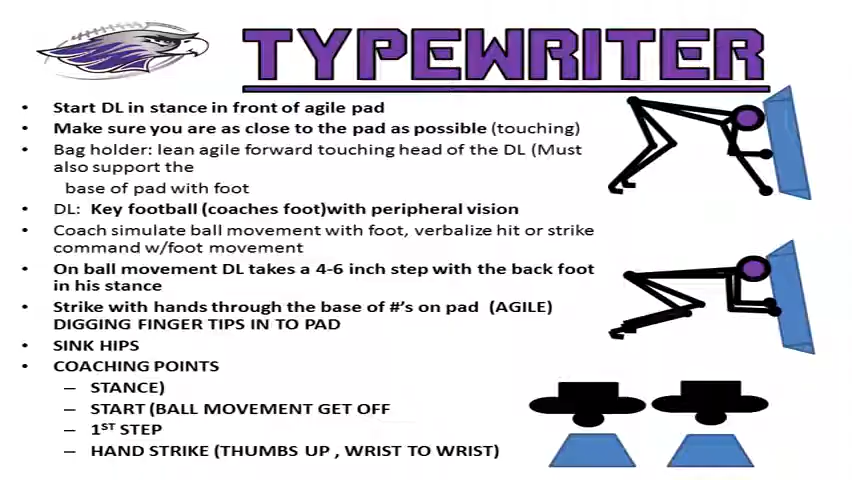 TYPEWRITER
• Start DL in stance in front of agile pad
• Make sure you are as close to the pad as possible (touching)
• Bag holder: lean agile forward touching head of the DL (Must
also support the
base of pad with foot
• DL: Key football (coaches foot)with peripheral vision
• Coach simulate ball movement with foot, verbalize hit or strike
command w/foot movement
• On ball movement DL takes a 4-6 inch step with the back foot
in his stance
• Strike with hands through the base of #'s on pad (AGILE)
DIGGING FINGER TIPS IN TO PAD
• SINK HIPS
• COACHING POINTS
– STANCE)
– START (BALL MOVEMENT GET OFF
– 1ST STEP
– HAND STRIKE (THUMBS UP , WRIST TO WRIST)